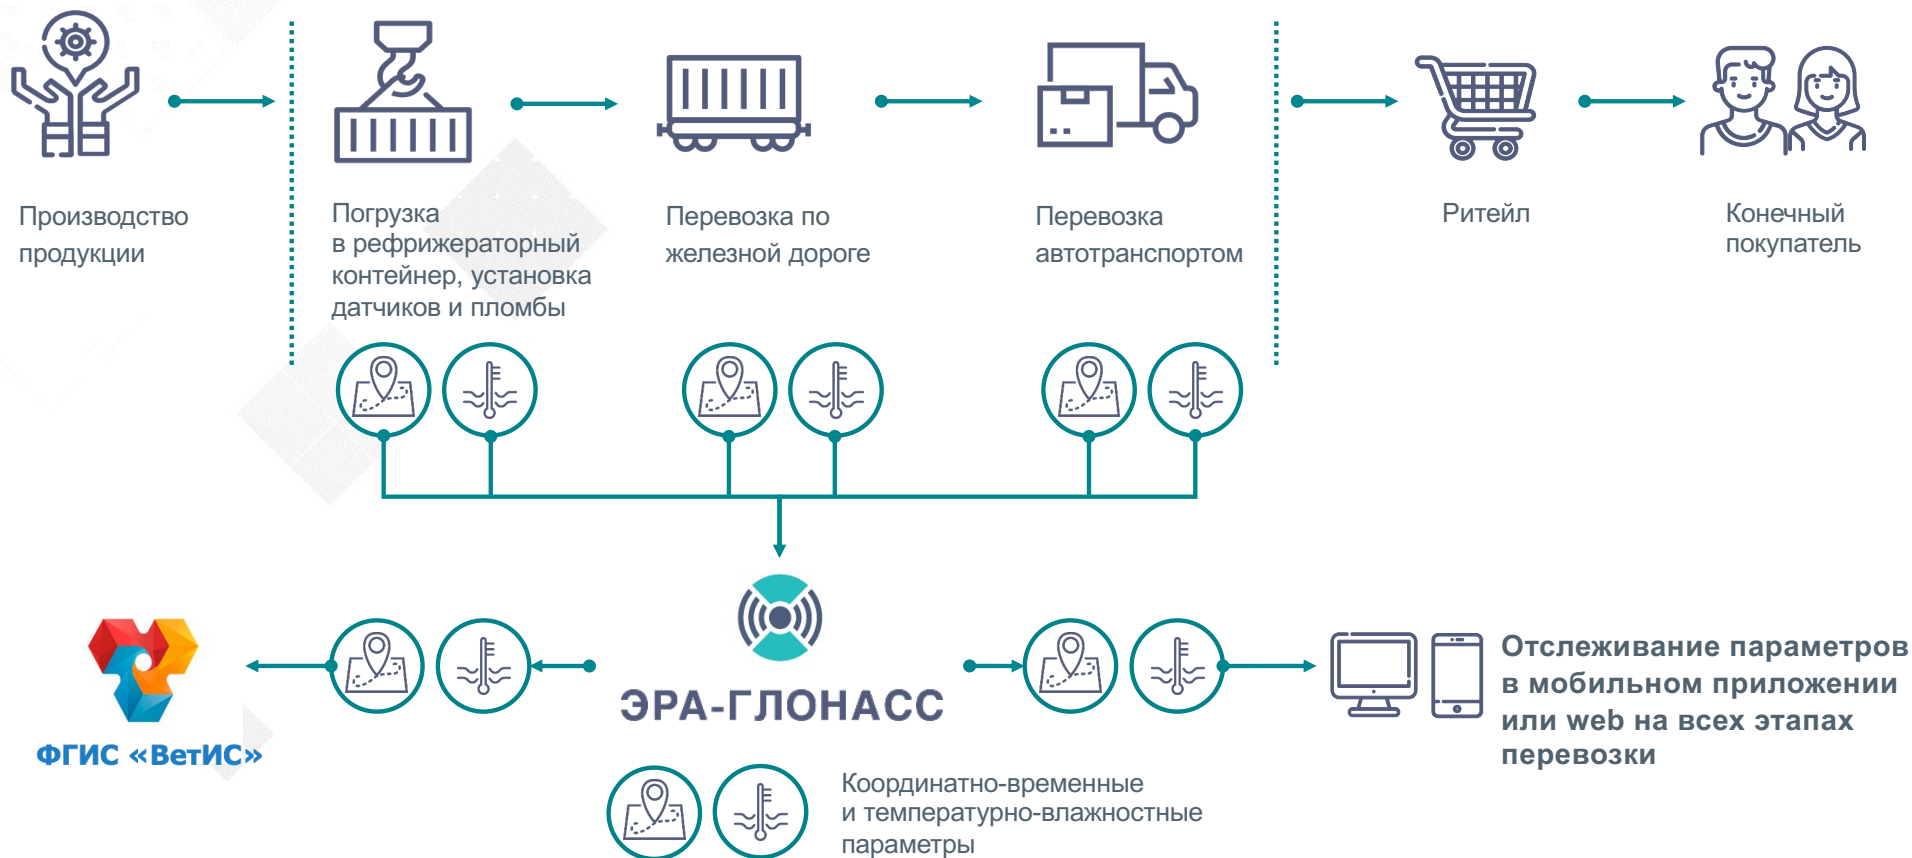 Производство
продукции
Погрузка
в рефрижераторный
контейнер, установка
датчиков и пломбы
Перевозка по
железной дороге
Перевозка
автотранспортом
Ритейл
Конечный
покупатель
ФГИС «ВетИС»
ЭРА-ГЛОНАСС
Отслеживание параметров
в мобильном приложении
или web на всех этапах
перевозки
Координатно-временные
и температурно-влажностные
параметры